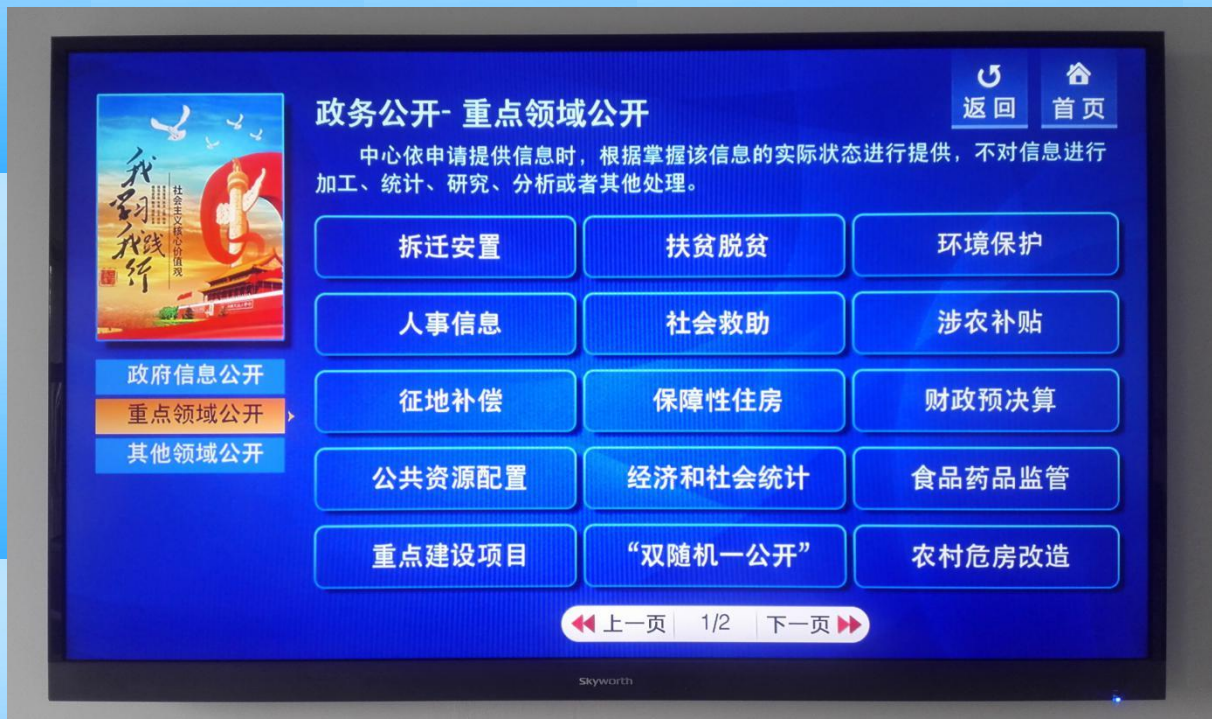 返回
首页
政务公开- 重点领域公开
中心依申请提供信息时，根据掌握该信息的实际状态进行提供，不对信息进行
加工、统计、研究、分析或者其他处理。
我学习我践行
社会主义核心价值观
政府信息公开
重点领域公开
其他领域公开
拆迁安置
扶贫脱贫
环境保护
人事信息
社会救助
涉农补贴
征地补偿
保障性住房
财政预决算
公共资源配置
经济和社会统计
食品药品监管
重点建设项目
“双随机一公开”
农村危房改造
上一页 1/2 下一页
Skyworth